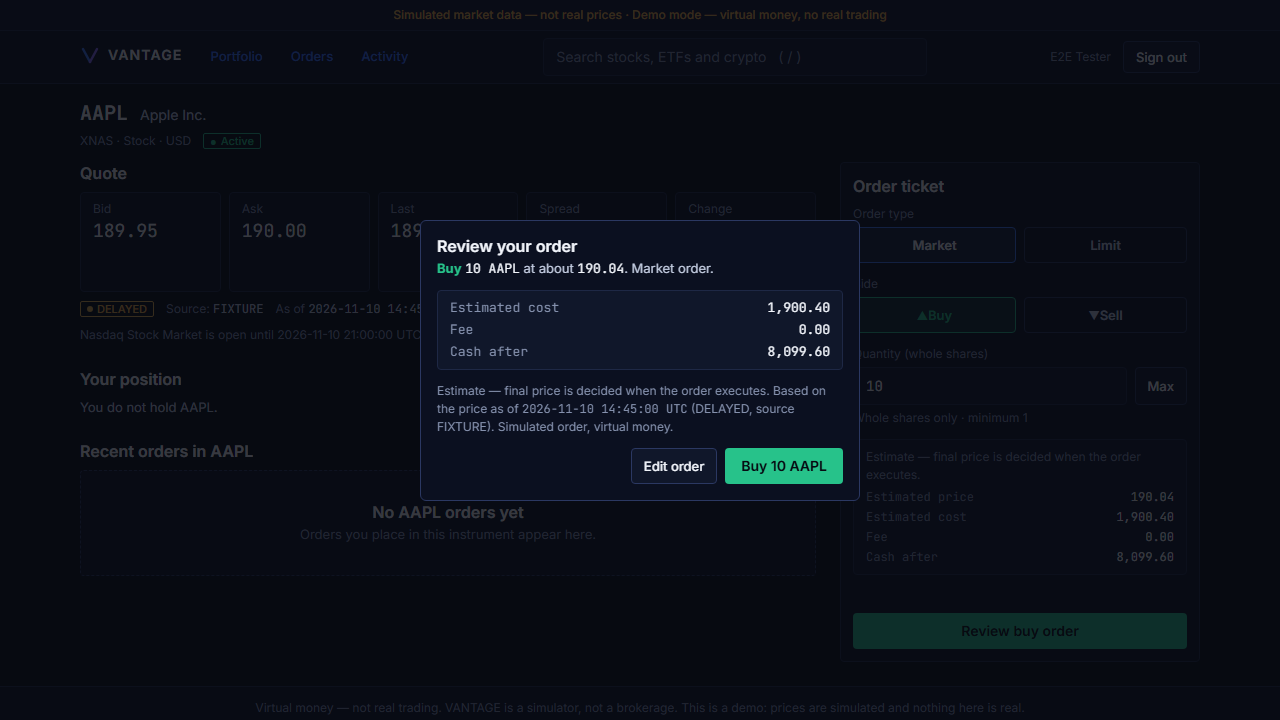 Simulated market data — not real prices · Demo mode — virtual money, no real trading
VANTAGE
Portfolio
Orders
Activity
Search stocks, ETFs and crypto ( / )
E2E Tester
Sign out
AAPL Apple Inc.
XNAS · Stock · USD ● Active
Quote
Bid
189.95
Ask
190.00
Last
189
Spread
Change
● DELAYED Source: FIXTURE As of 2026-11-10 14:45
Nasdaq Stock Market is open until 2026-11-10 21:00:00 UTC
Your position
You do not hold AAPL.
Recent orders in AAPL
No AAPL orders yet
Orders you place in this instrument appear here.
Review your order
Buy 10 AAPL at about 190.04. Market order.
Estimated cost 1,900.40
Fee 0.00
Cash after 8,099.60
Estimate — final price is decided when the order executes. Based on
the price as of 2026-11-10 14:45:00 UTC (DELAYED, source
FIXTURE). Simulated order, virtual money.
Edit order
Buy 10 AAPL
Order ticket
Order type
Market
Limit
ide
▲Buy
▼Sell
uantity (whole shares)
10
Max
Whole shares only · minimum 1
Estimate — final price is decided when the order
executes.
Estimated price 190.04
Estimated cost 1,900.40
Fee 0.00
Cash after 8,099.60
Review buy order
Virtual money — not real trading. VANTAGE is a simulator, not a brokerage. This is a demo: prices are simulated and nothing here is real.